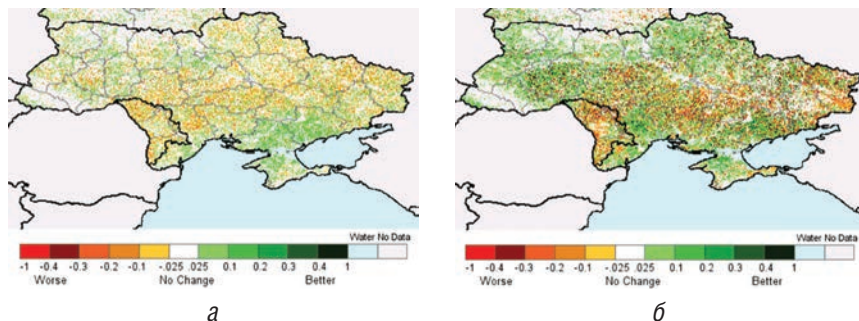 Water No Data
-1 -0.4 -0.3 -0.2 -0.1 -.025 .025 0.1 0.2 0.3 0.4 1
Worse No Change Better
а
Water No Data
-1 -0.4 -0.3 -0.2 -0.1 -.025 .025 0.1 0.2 0.3 0.4 1
Worse No Change Better
б